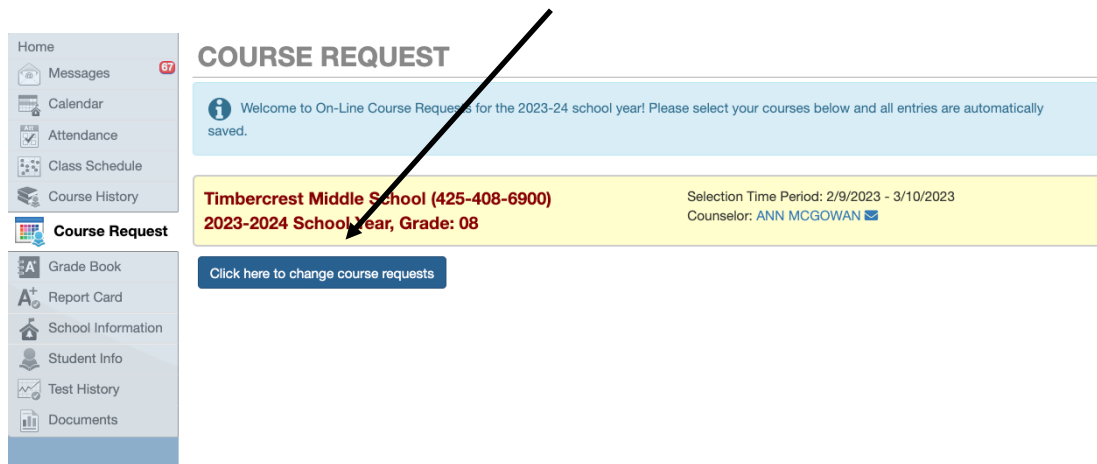 Home
Messages
67
Calendar
Attendance
Class Schedule
Course History
Course Request
Grade Book
Report Card
School Information
Student Info
Test History
Documents
COURSE REQUEST
Welcome to On-Line Course Requests for the 2023-24 school year! Please select your courses below and all entries are automatically
saved.
Timbercrest Middle School (425-408-6900)
2023-2024 School Year, Grade: 08
Selection Time Period: 2/9/2023 - 3/10/2023
Counselor: ANN MCGOWAN
Click here to change course requests